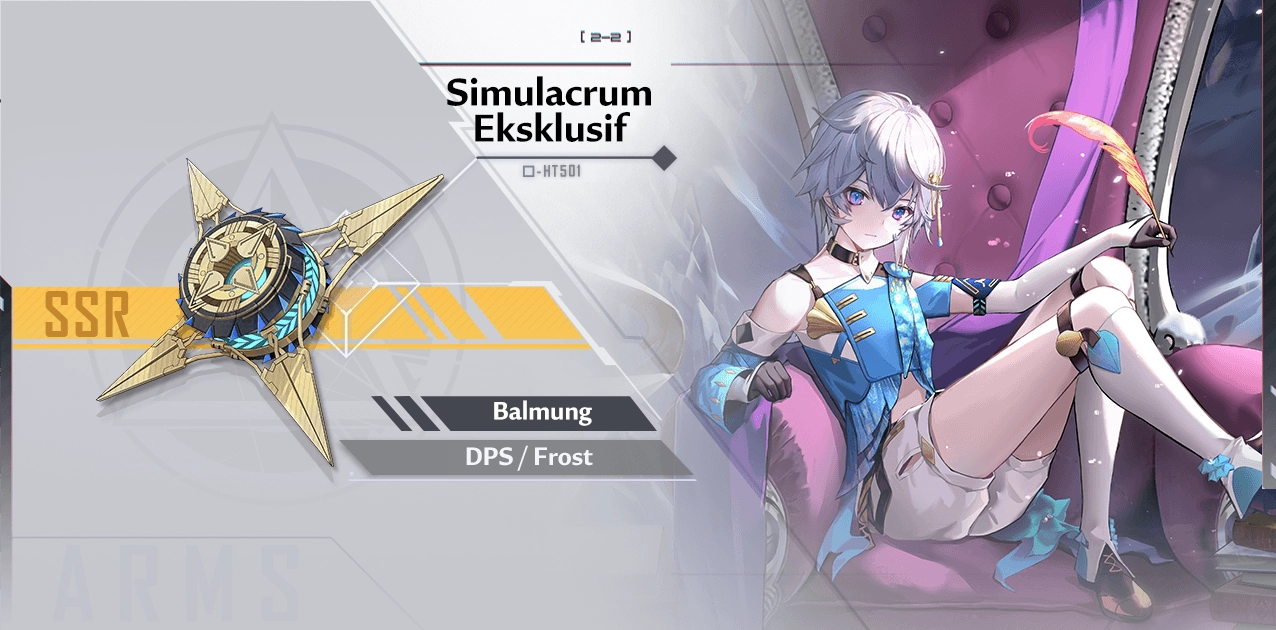 [ 2-2 ]
Simulacrum
Eksklusif
-HT501
SSR
Balmung
DPS / Frost
ARMS